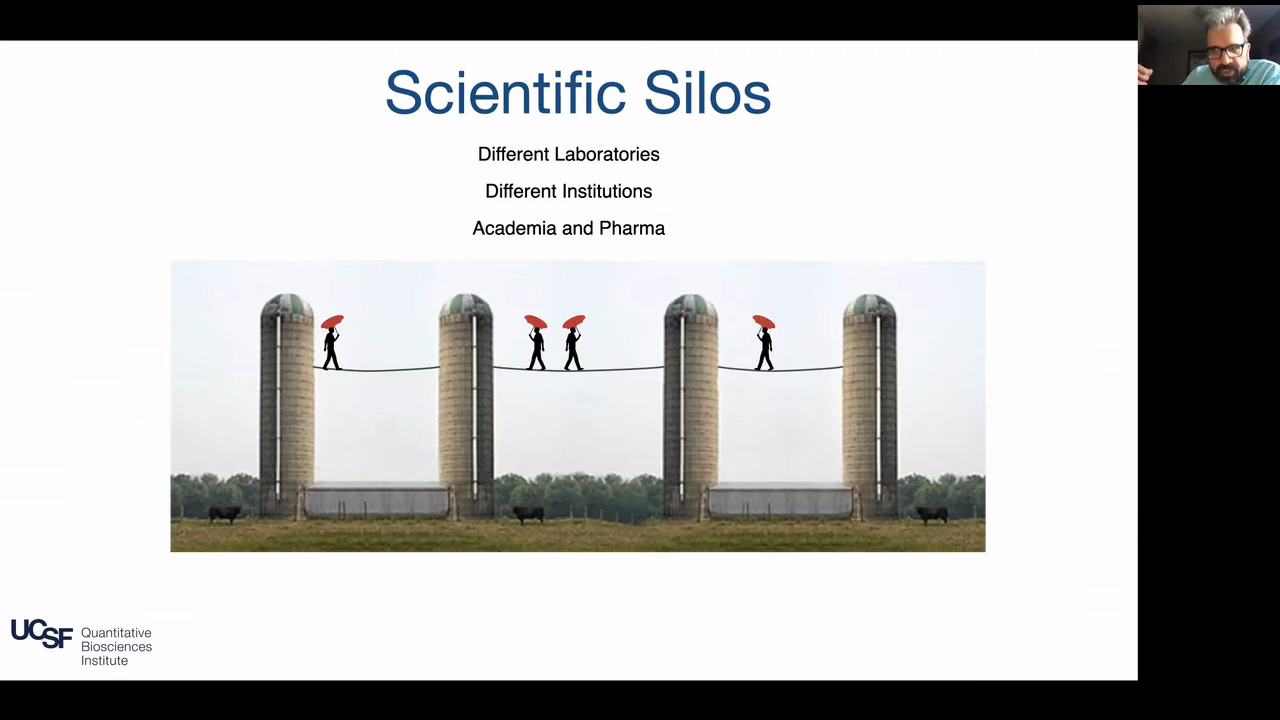 Scientific Silos
Different Laboratories
Different Institutions
Academia and Pharma
UCSF
Quantitative
Biosciences
Institute